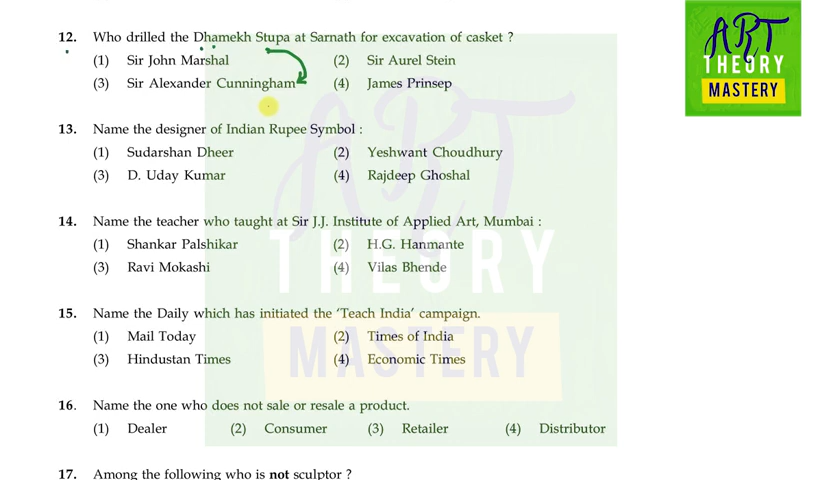 12. Who drilled the Dhamekh Stupa at Sarnath for excavation of casket ?
(1) Sir John Marshal (2) Sir Aurel Stein
(3) Sir Alexander Cunningham (4) James Prinsep
13. Name the designer of Indian Rupee Symbol :
(1) Sudarshan Dheer (2) Yeshwant Choudhury
(3) D. Uday Kumar (4) Rajdeep Ghoshal
14. Name the teacher who taught at Sir J.J. Institute of Applied Art, Mumbai :
(1) Shankar Palshikar (2) H.G. Hanmante
(3) Ravi Mokashi (4) Vilas Bhende
15. Name the Daily which has initiated the ‘Teach India’ campaign.
(1) Mail Today (2) Times of India
(3) Hindustan Times (4) Economic Times
16. Name the one who does not sale or resale a product.
(1) Dealer (2) Consumer (3) Retailer (4) Distributor
17. Among the following who is not sculptor ?
ART
THEORY
MASTERY
ART
THEORY
MASTERY